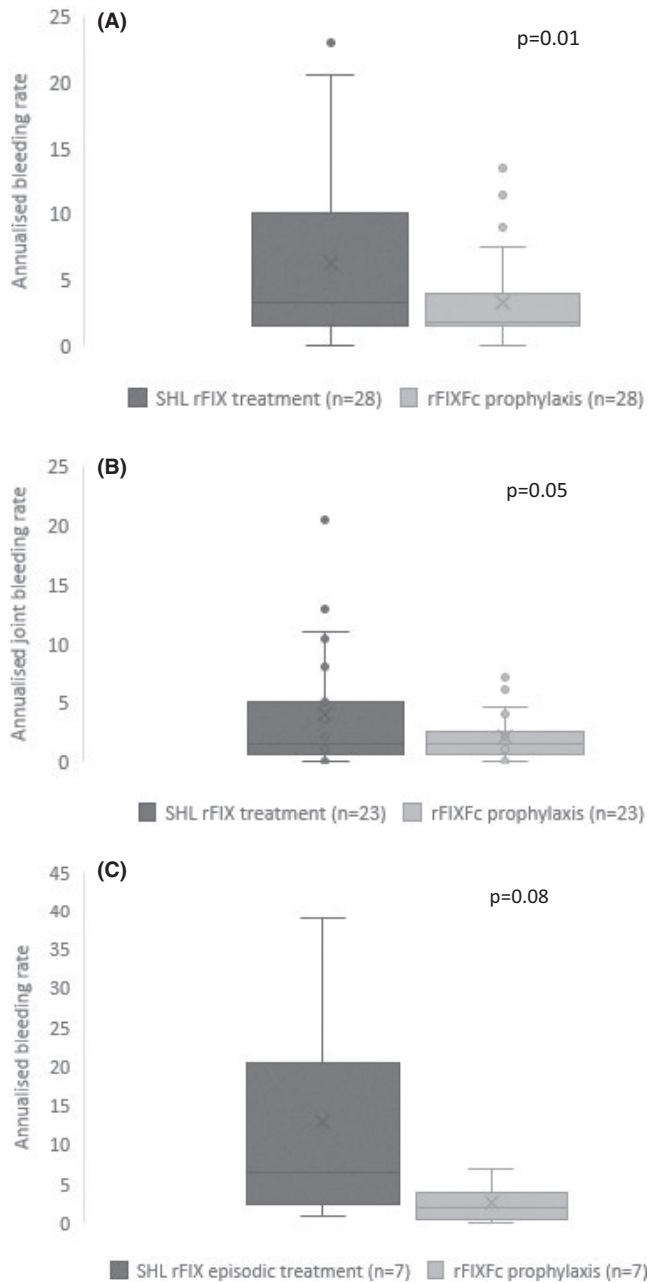 (A)
p=0.01
Annualised bleeding rate
25
20
15
10
5
0
SHL rFIX treatment (n=28) rFIXFc prophylaxis (n=28)
(B)
p=0.05
Annualised joint bleeding rate
25
20
15
10
5
0
SHL rFIX treatment (n=23) rFIXFc prophylaxis (n=23)
(C)
p=0.08
Annualised bleeding rate
45
40
35
30
25
20
15
10
5
0
SHL rFIX episodic treatment (n=7) rFIXFc prophylaxis (n=7)